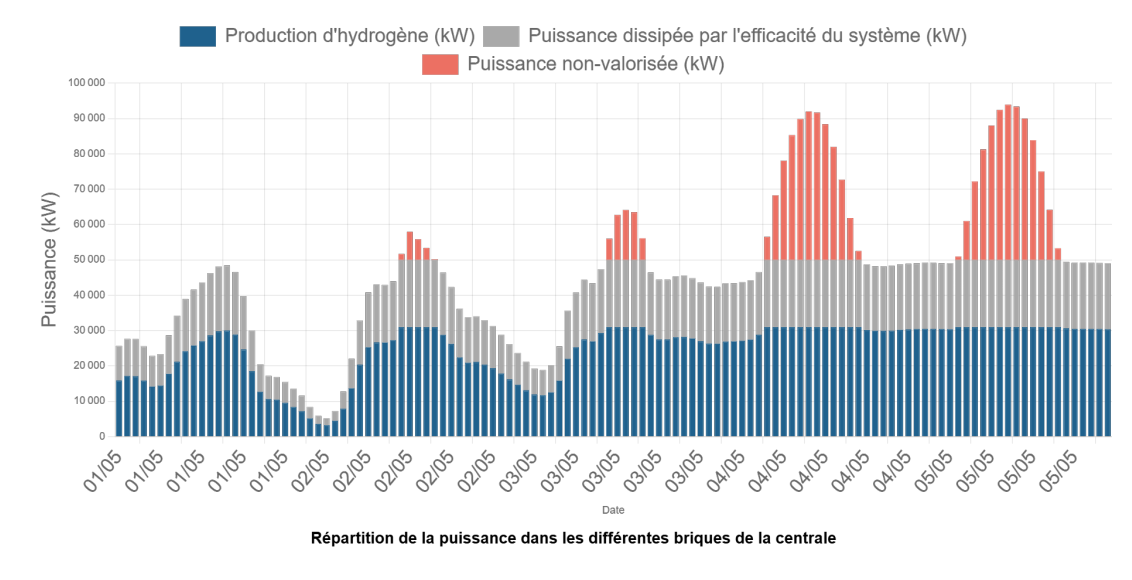 Production d'hydrogène (kW) Puissance dissipée par l'efficacité du système (kW)
Puissance non-valorisée (kW)
100 000
90 000
80 000
70 000
60 000
50 000
40 000
30 000
20 000
10 000
0
Puissance (kW)
01/05 01/05 01/05 01/05 01/05 02/05 02/05 02/05 02/05 02/05 03/05 03/05 03/05 03/05 03/05 04/05 04/05 04/05 04/05 04/05 05/05 05/05 05/05 05/05
Date
Répartition de la puissance dans les différentes briques de la centrale